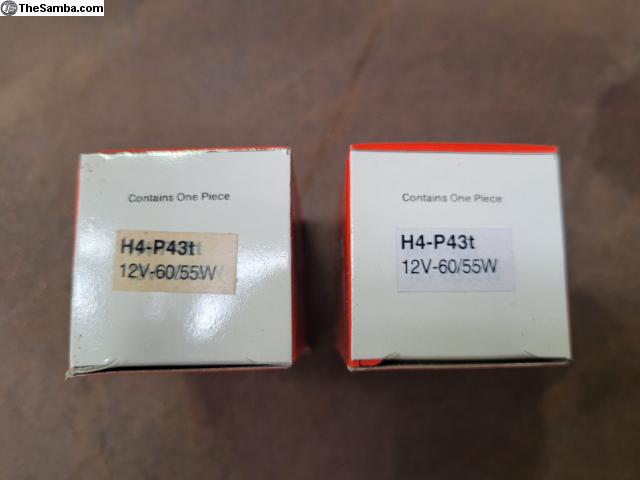 TheSamba.com
Contains One Piece
H4-P43t
12V-60/55W
Contains One Piece
H4-P43t
12V-60/55W